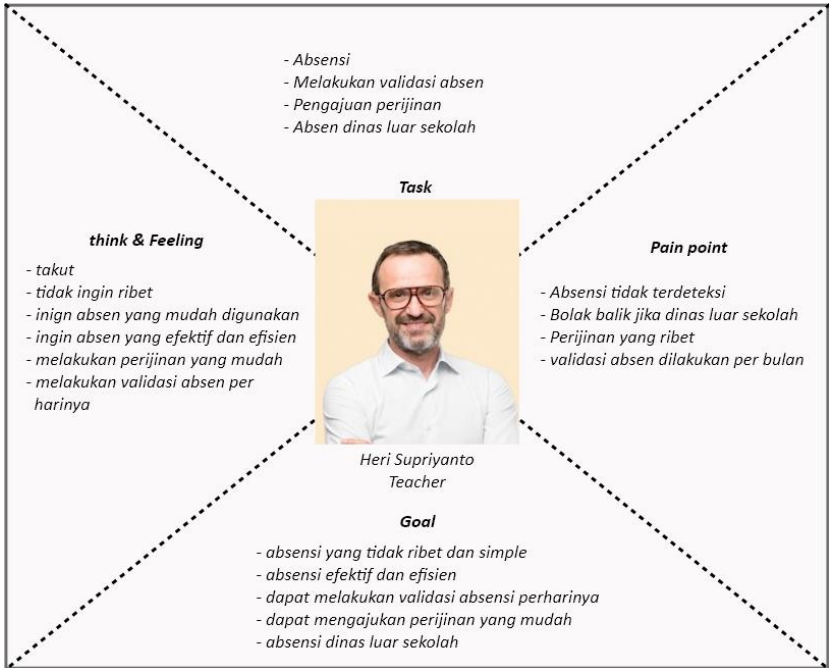 - Absensi
- Melakukan validasi absen
- Pengajuan perijinan
- Absen dinas luar sekolah
Task
think & Feeling
- takut
- tidak ingin ribet
- inign absen yang mudah digunakan
- ingin absen yang efektif dan efisien
- melakukan perijinan yang mudah
- melakukan validasi absen per
harinya
Pain point
- Absensi tidak terdeteksi
- Bolak balik jika dinas luar sekolah
- Perijinan yang ribet
- validasi absen dilakukan per bulan
Heri Supriyanto
Teacher
Goal
- absensi yang tidak ribet dan simple
- absensi efektif dan efisien
- dapat melakukan validasi absensi perharinya
- dapat mengajukan perijinan yang mudah
- absensi dinas luar sekolah